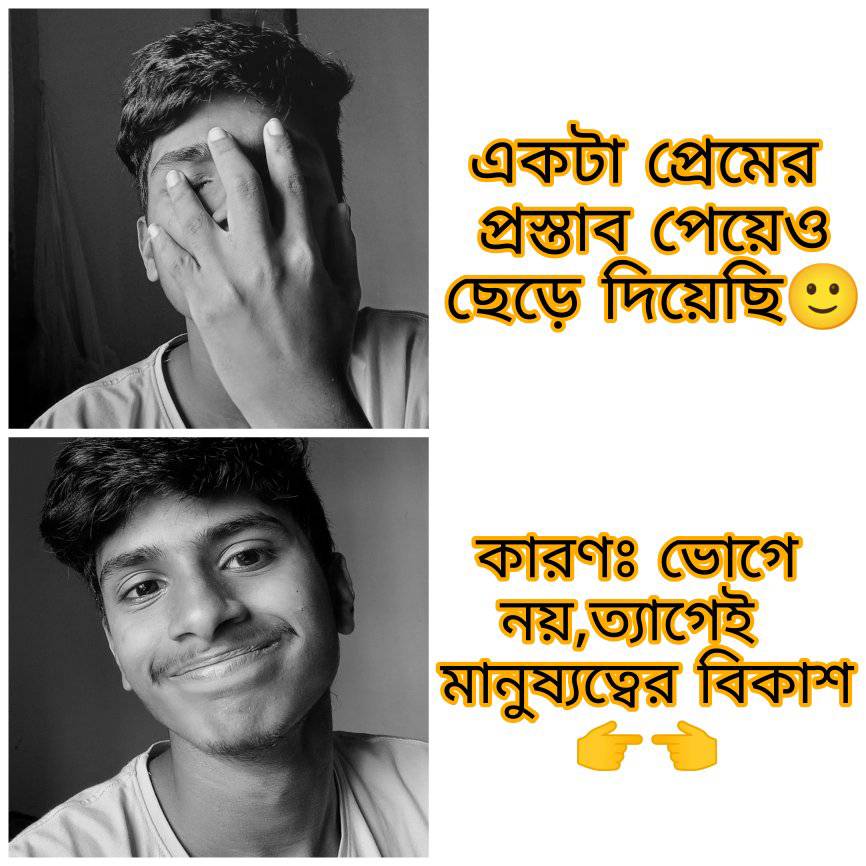 একটা প্রেমের
প্রস্তাব পেয়েও
ছেড়ে দিয়েছি🙂
কারণঃ ভোগে
নয়,ত্যাগেই
মানুষ্যত্বের বিকাশ
👉👈